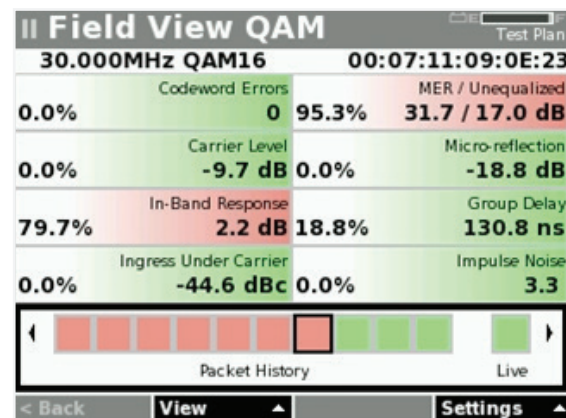 Field View QAM
E F
Test Plan
30.000MHz QAM16 00:07:11:09:0E:23
Codeword Errors
0.0% 0
MER / Unequalized
95.3% 31.7 / 17.0 dB
Carrier Level
0.0% -9.7 dB
Micro-reflection
0.0% -18.8 dB
In-Band Response
79.7% 2.2 dB
Group Delay
18.8% 130.8 ns
Ingress Under Carrier
0.0% -44.6 dBc
Impulse Noise
0.0% 3.3
Packet History Live
< Back View Settings